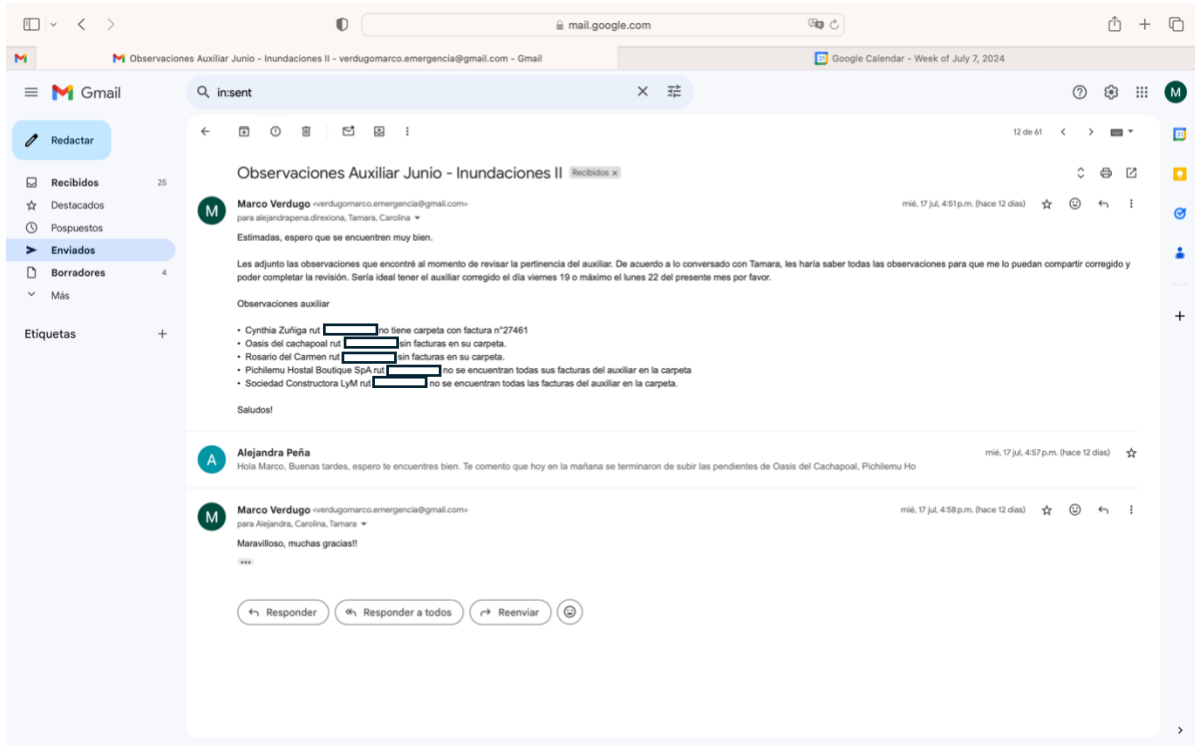 mail.google.com
Observaciones Auxiliar Junio - Inundaciones II - verdugomarco.emergencia@gmail.com - Gmail
Google Calendar - Week of July 7, 2024
Gmail
in:sent
M
Redactar
12 de 61
Recibidos 25
Destacados
Pospuestos
Enviados
Borradores 4
Más
Etiquetas
Observaciones Auxiliar Junio - Inundaciones II Recibidos x
M
Marco Verdugo <verdugomarco.emergencia@gmail.com>
mié, 17 jul, 4:51 p.m. (hace 12 días)
para alejandrapena.direxiona, Tamara, Carolina
Estimadas, espero que se encuentren muy bien.
Les adjunto las observaciones que encontré al momento de revisar la pertinencia del auxiliar. De acuerdo a lo conversado con Tamara, les haría saber todas las observaciones para que me lo puedan compartir corregido y
poder completar la revisión. Sería ideal tener el auxiliar corregido el día viernes 19 o máximo el lunes 22 del presente mes por favor.
Observaciones auxiliar
• Cynthia Zuñiga rut no tiene carpeta con factura n°27461
• Oasis del cachapoal rut sin facturas en su carpeta.
• Rosario del Carmen rut sin facturas en su carpeta.
• Pichilemu Hostal Boutique SpA rut no se encuentran todas sus facturas del auxiliar en la carpeta
• Sociedad Constructora LyM rut no se encuentran todas las facturas del auxiliar en la carpeta.
Saludos!
A
Alejandra Peña
mié, 17 jul, 4:57 p.m. (hace 12 días)
Hola Marco, Buenas tardes, espero te encuentres bien. Te comento que hoy en la mañana se terminaron de subir las pendientes de Oasis del Cachapoal, Pichilemu Ho
M
Marco Verdugo <verdugomarco.emergencia@gmail.com>
mié, 17 jul, 4:58 p.m. (hace 12 días)
para Alejandra, Carolina, Tamara
Maravilloso, muchas gracias!!
Responder
Responder a todos
Reenviar